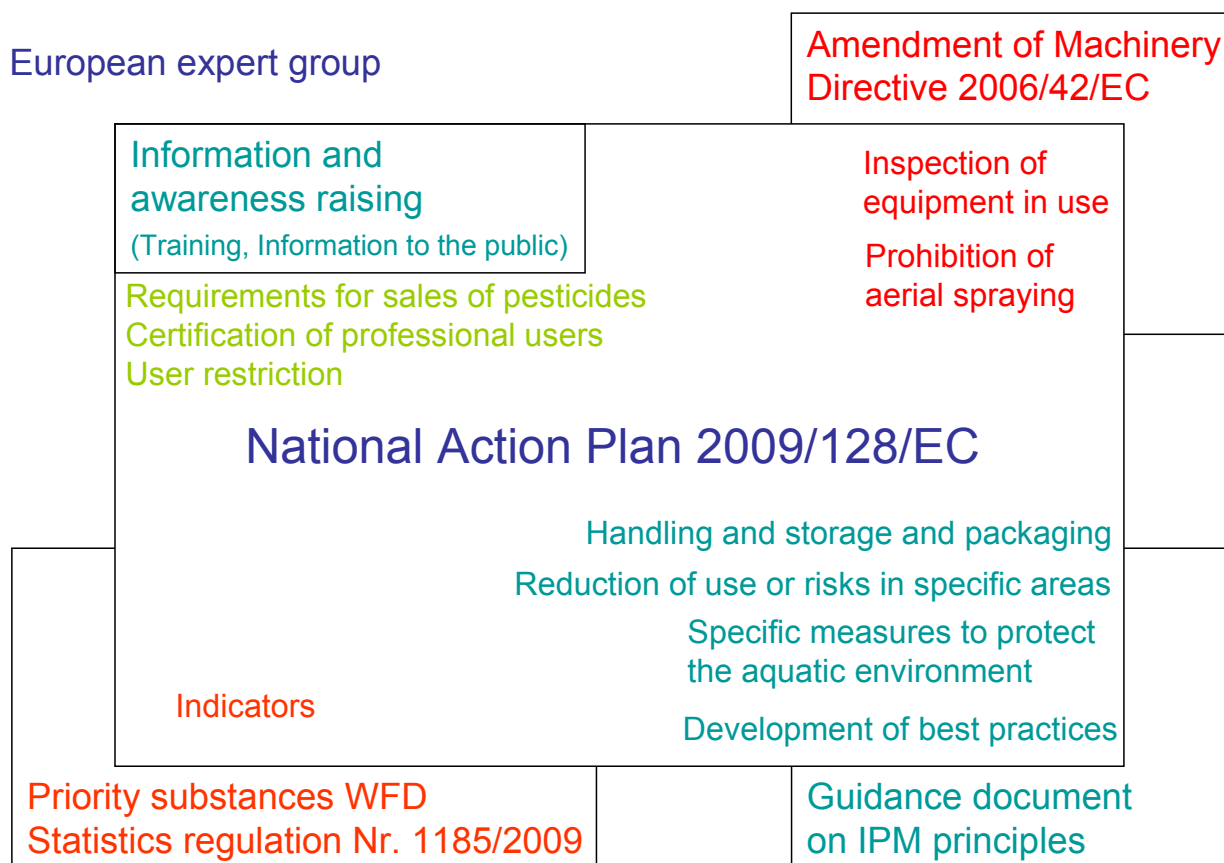 European expert group
Amendment of Machinery
Directive 2006/42/EC
Information and
awareness raising
(Training, Information to the public)
Inspection of
equipment in use
Prohibition of
aerial spraying
Requirements for sales of pesticides
Certification of professional users
User restriction
National Action Plan 2009/128/EC
Handling and storage and packaging
Reduction of use or risks in specific areas
Specific measures to protect
the aquatic environment
Indicators
Development of best practices
Priority substances WFD
Statistics regulation Nr. 1185/2009
Guidance document
on IPM principles